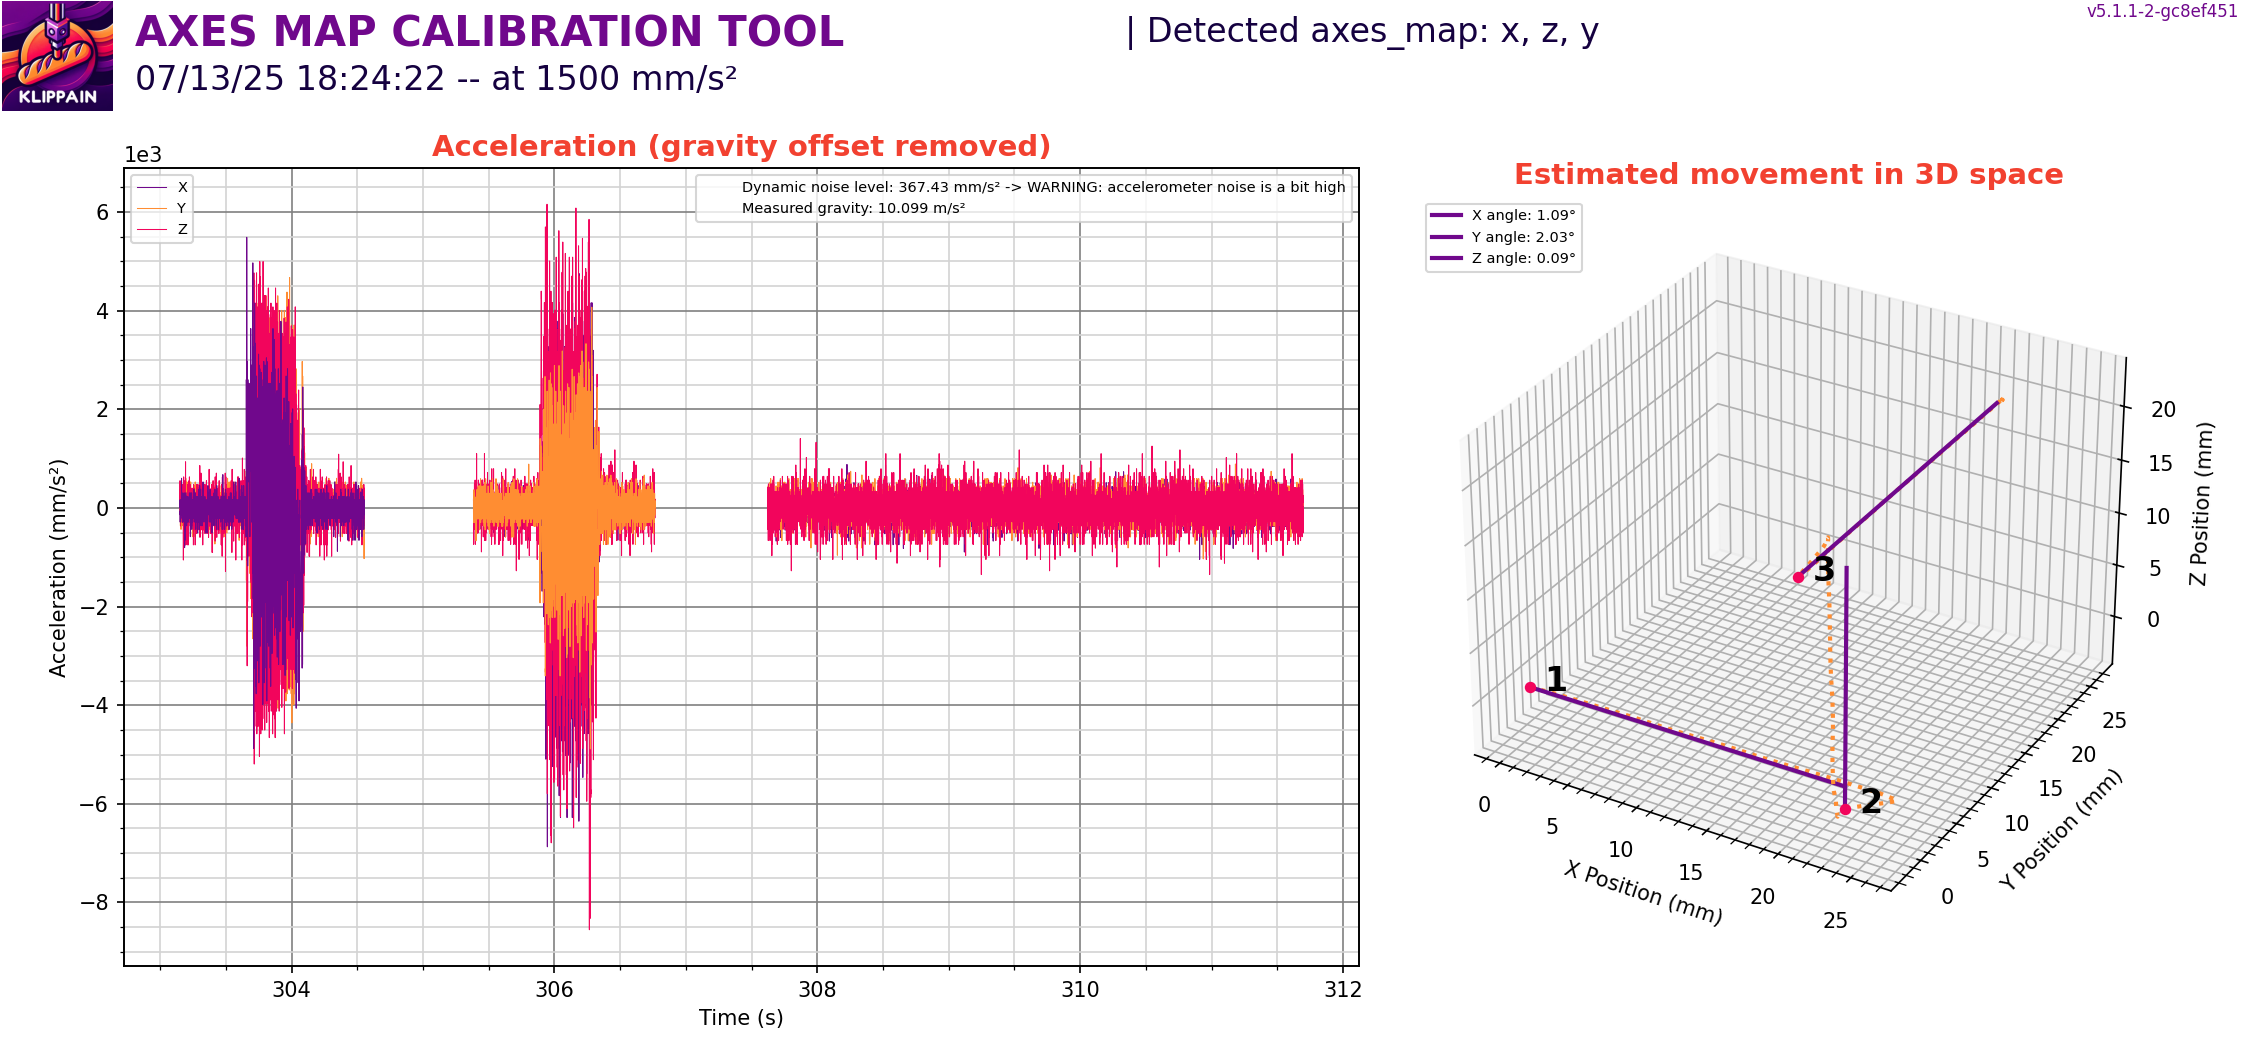 AXES MAP CALIBRATION TOOL
| Detected axes_map: x, z, y
v5.1.1-2-gc8ef451
KLIPPAIN
07/13/25 18:24:22 -- at 1500 mm/s²
Acceleration (gravity offset removed)
1e3
X
Y
Z
Dynamic noise level: 367.43 mm/s² -> WARNING: accelerometer noise is a bit high
Measured gravity: 10.099 m/s²
6
4
2
0
−2
−4
−6
−8
Acceleration (mm/s²)
304
306
308
310
312
Time (s)
Estimated movement in 3D space
X angle: 1.09°
Y angle: 2.03°
Z angle: 0.09°
1
2
3
0
5
10
15
20
25
X Position (mm)
0
5
10
15
20
25
Y Position (mm)
0
5
10
15
20
Z Position (mm)